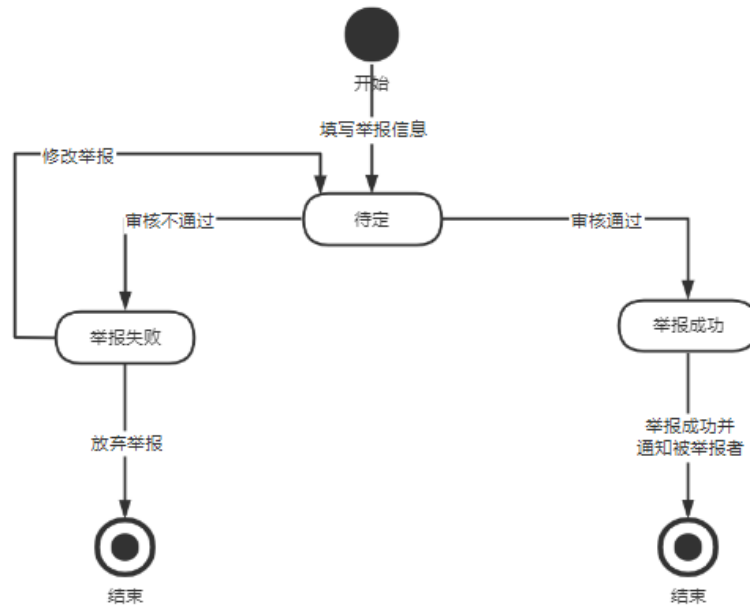 开始
填写举报信息
修改举报
待定
审核不通过
审核通过
举报失败
举报成功
放弃举报
举报成功并
通知被举报者
结束
结束